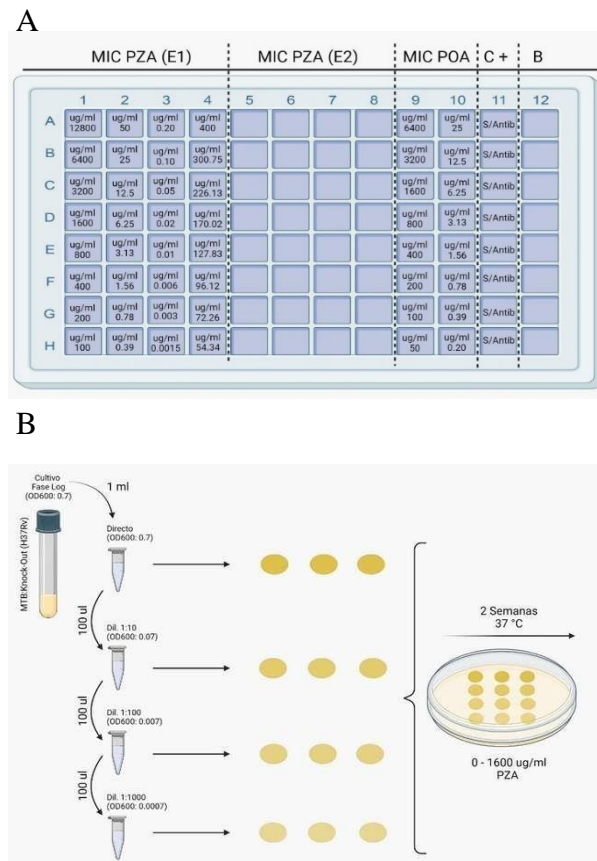 A
MIC PZA (E1) MIC PZA (E2) MIC POA C + B
1 2 3 4 5 6 7 8 9 10 11 12
A ug/ml 12800 ug/ml 50 ug/ml 0.20 ug/ml 400 ug/ml 6400 ug/ml 25 S/Antib
B ug/ml 6400 ug/ml 25 ug/ml 0.10 ug/ml 300.75 ug/ml 3200 ug/ml 12.5 S/Antib
C ug/ml 3200 ug/ml 12.5 ug/ml 0.05 ug/ml 226.13 ug/ml 1600 ug/ml 6.25 S/Antib
D ug/ml 1600 ug/ml 6.25 ug/ml 0.02 ug/ml 170.02 ug/ml 800 ug/ml 3.13 S/Antib
E ug/ml 800 ug/ml 3.13 ug/ml 0.01 ug/ml 127.83 ug/ml 400 ug/ml 1.56 S/Antib
F ug/ml 400 ug/ml 1.56 ug/ml 0.006 ug/ml 96.12 ug/ml 200 ug/ml 0.78 S/Antib
G ug/ml 200 ug/ml 0.78 ug/ml 0.003 ug/ml 72.26 ug/ml 100 ug/ml 0.39 S/Antib
H ug/ml 100 ug/ml 0.39 ug/ml 0.0015 ug/ml 54.34 ug/ml 50 ug/ml 0.20 S/Antib
B
Cultivo
Fase Log
(OD600: 0.7)
1 ml
MTB:Knock-Out (H37Rv)
Directo
(OD600: 0.7)
100 ul
Dil. 1:10
(OD600: 0.07)
100 ul
Dil. 1:100
(OD600: 0.007)
100 ul
Dil. 1:1000
(OD600: 0.0007)
2 Semanas
37 °C
0 - 1600 ug/ml
PZA